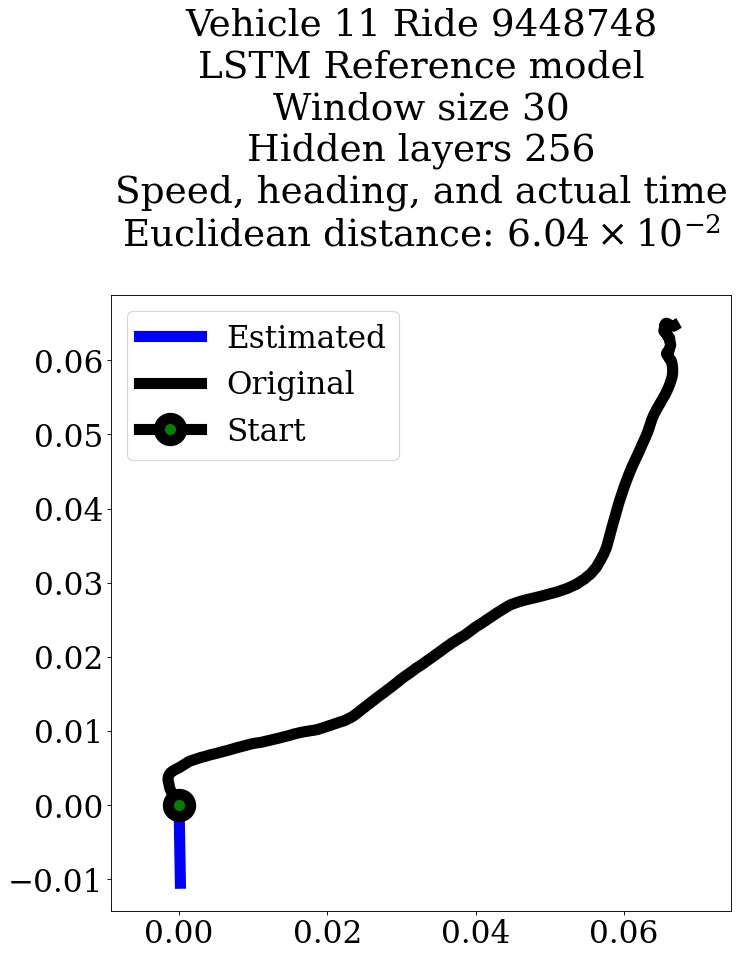 Vehicle 11 Ride 9448748
LSTM Reference model
Window size 30
Hidden layers 256
Speed, heading, and actual time
Euclidean distance: 6.04 × 10⁻²
Estimated
Original
Start
0.06
0.05
0.04
0.03
0.02
0.01
0.00
−0.01
0.00 0.02 0.04 0.06